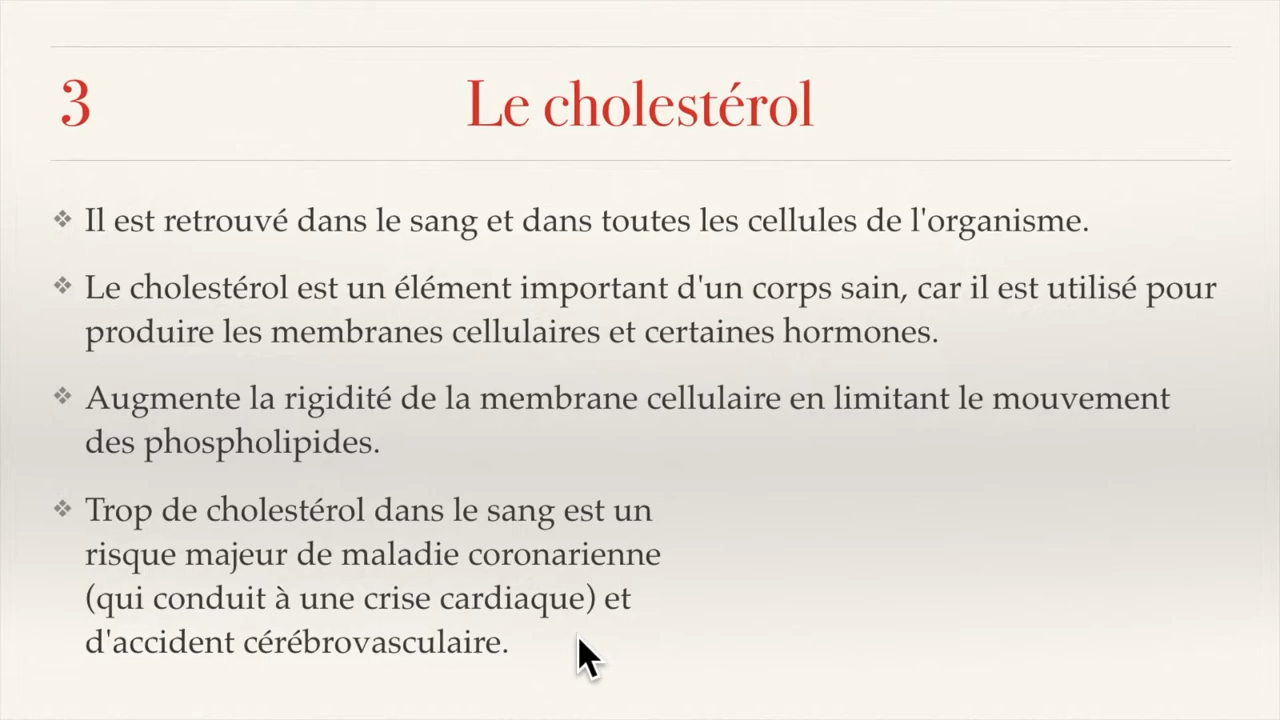 3
Le cholestérol
❖ Il est retrouvé dans le sang et dans toutes les cellules de l'organisme.
❖ Le cholestérol est un élément important d'un corps sain, car il est utilisé pour
produire les membranes cellulaires et certaines hormones.
❖ Augmente la rigidité de la membrane cellulaire en limitant le mouvement
des phospholipides.
❖ Trop de cholestérol dans le sang est un
risque majeur de maladie coronarienne
(qui conduit à une crise cardiaque) et
d'accident cérébrovasculaire.